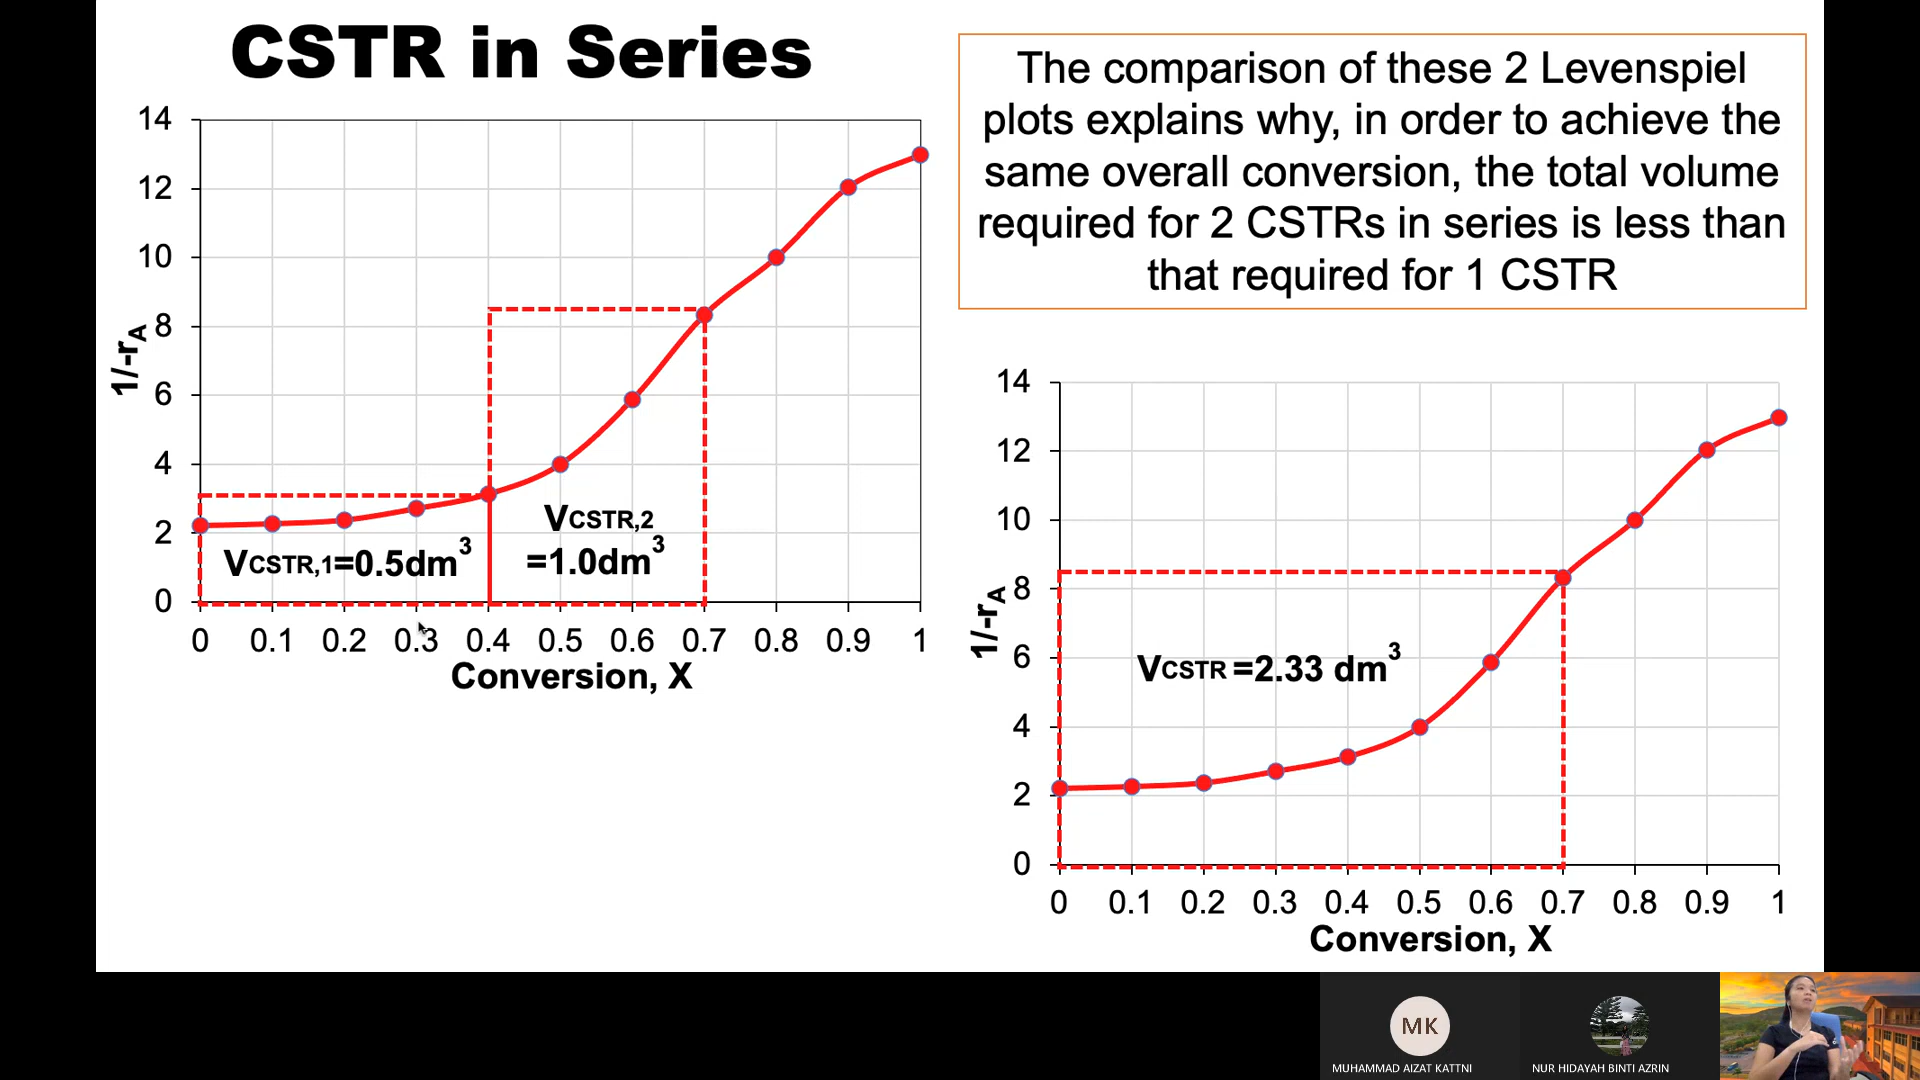 CSTR in Series
The comparison of these 2 Levenspiel
plots explains why, in order to achieve the
same overall conversion, the total volume
required for 2 CSTRs in series is less than
that required for 1 CSTR
14
12
10
8
6
4
2
0
1/-rA
VCSTR,1=0.5dm3
VCSTR,2
=1.0dm3
0 0.1 0.2 0.3 0.4 0.5 0.6 0.7 0.8 0.9 1
Conversion, X
14
12
10
8
6
4
2
0
1/-rA
VCSTR =2.33 dm3
0 0.1 0.2 0.3 0.4 0.5 0.6 0.7 0.8 0.9 1
Conversion, X
MK
MUHAMMAD AIZAT KATTNI
NUR HIDAYAH BINTI AZRIN